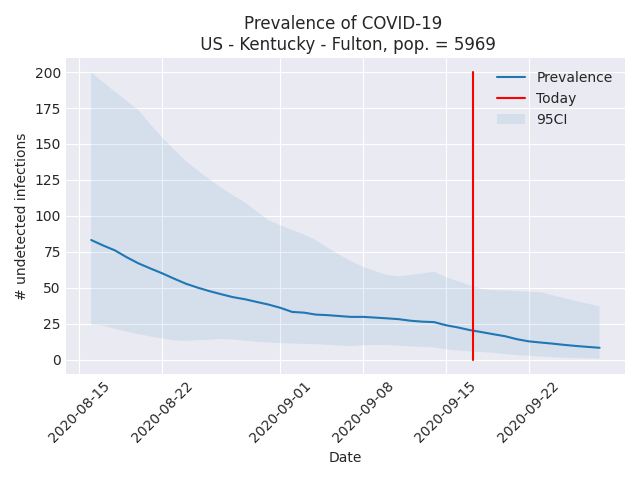 Prevalence of COVID-19
US - Kentucky - Fulton, pop. = 5969
# undetected infections
200
175
150
125
100
75
50
25
0
Prevalence
Today
95CI
2020-08-15
2020-08-22
2020-09-01
2020-09-08
2020-09-15
2020-09-22
Date